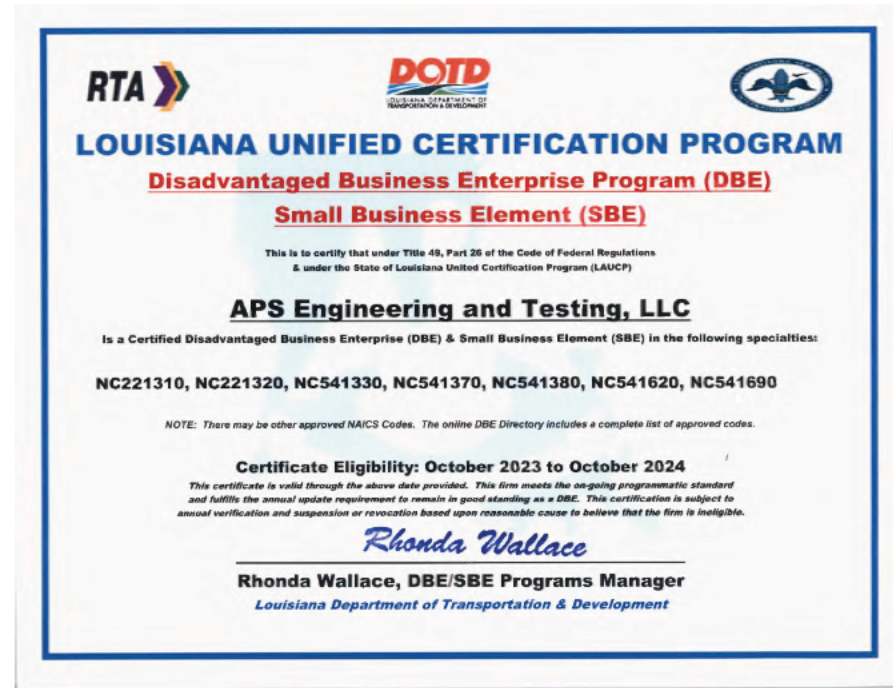 RTA
DOTD
LOUISIANA DEPARTMENT OF
TRANSPORTATION & DEVELOPMENT
LOUISIANA UNIFIED CERTIFICATION PROGRAM
Disadvantaged Business Enterprise Program (DBE)
Small Business Element (SBE)
This is to certify that under Title 49, Part 26 of the Code of Federal Regulations
& under the State of Louisiana United Certification Program (LAUCP)
APS Engineering and Testing, LLC
Is a Certified Disadvantaged Business Enterprise (DBE) & Small Business Element (SBE) in the following specialties:
NC221310, NC221320, NC541330, NC541370, NC541380, NC541620, NC541690
NOTE: There may be other approved NAICS Codes. The online DBE Directory includes a complete list of approved codes.
Certificate Eligibility: October 2023 to October 2024
This certificate is valid through the above date provided. This firm meets the on-going programmatic standard
and fulfills the annual update requirement to remain in good standing as a DBE. This certification is subject to
annual verification and suspension or revocation based upon reasonable cause to believe that the firm is ineligible.
Rhonda Wallace
Rhonda Wallace, DBE/SBE Programs Manager
Louisiana Department of Transportation & Development